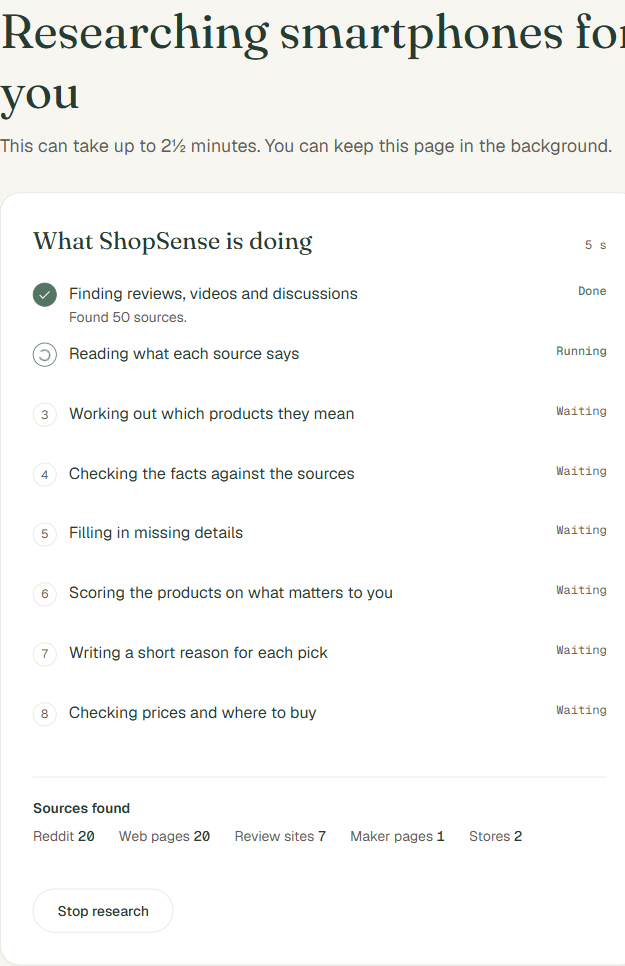 Researching smartphones for
you
This can take up to 2½ minutes. You can keep this page in the background.
What ShopSense is doing
5 s
Finding reviews, videos and discussions
Done
Found 50 sources.
Reading what each source says
Running
3 Working out which products they mean
Waiting
4 Checking the facts against the sources
Waiting
5 Filling in missing details
Waiting
6 Scoring the products on what matters to you
Waiting
7 Writing a short reason for each pick
Waiting
8 Checking prices and where to buy
Waiting
Sources found
Reddit 20 Web pages 20 Review sites 7 Maker pages 1 Stores 2
Stop research